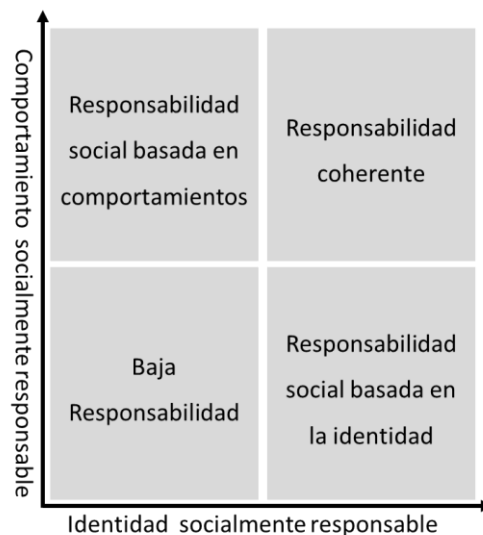 Comportamiento socialmente responsable
Responsabilidad
social basada en
comportamientos
Responsabilidad
coherente
Baja
Responsabilidad
Responsabilidad
social basada en
la identidad
Identidad socialmente responsable